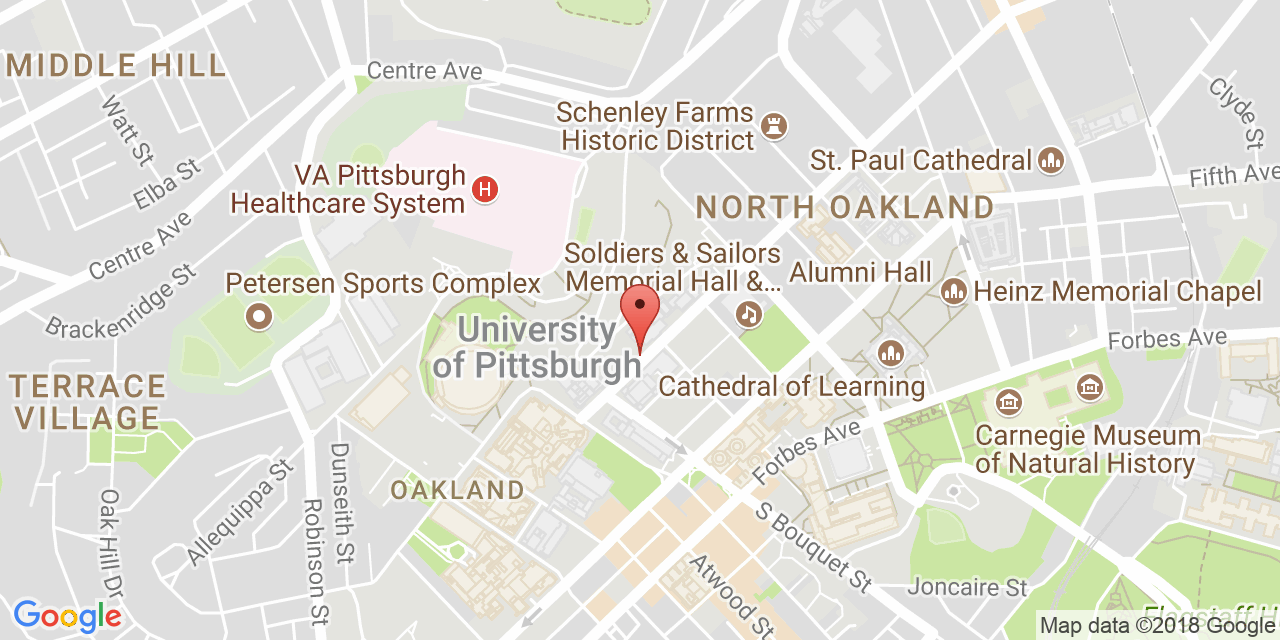 MIDDLE HILL
Centre Ave
Watt St
Elba St
Schenley Farms
Historic District
Clyde St
St. Paul Cathedral
Fifth Ave
VA Pittsburgh
Healthcare System
H
NORTH OAKLAND
Centre Ave
Brackenridge St
Petersen Sports Complex
Soldiers & Sailors
Memorial Hall &...
Alumni Hall
Heinz Memorial Chapel
University
of Pittsburgh
Forbes Ave
TERRACE
VILLAGE
Cathedral of Learning
Carnegie Museum
of Natural History
Forbes Ave
OAKLAND
Dunseith St
Robinson St
Allequippa St
Oak Hill Dr
S Bouquet St
Atwood St
Joncaire St
Google
Map data ©2018 Google